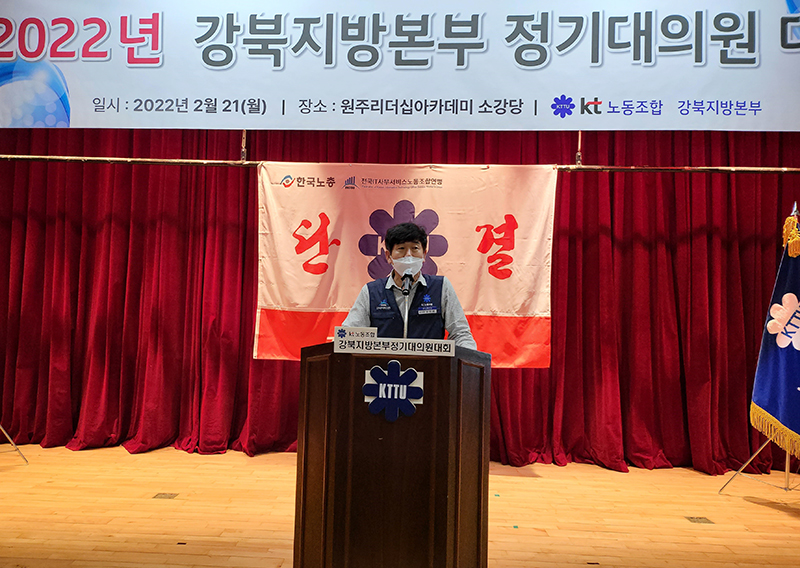 2022년 강북지방본부 정기대의원
일시 : 2022년 2월 21(월) | 장소 : 원주리더십아카데미 소강당 | KTTU kt 노동조합 강북지방본부
한국노총 한국IT사무서비스노동조합연맹
단 결
kt 노동조합
강북지방본부정기대의원대회
KTTU
KTTU